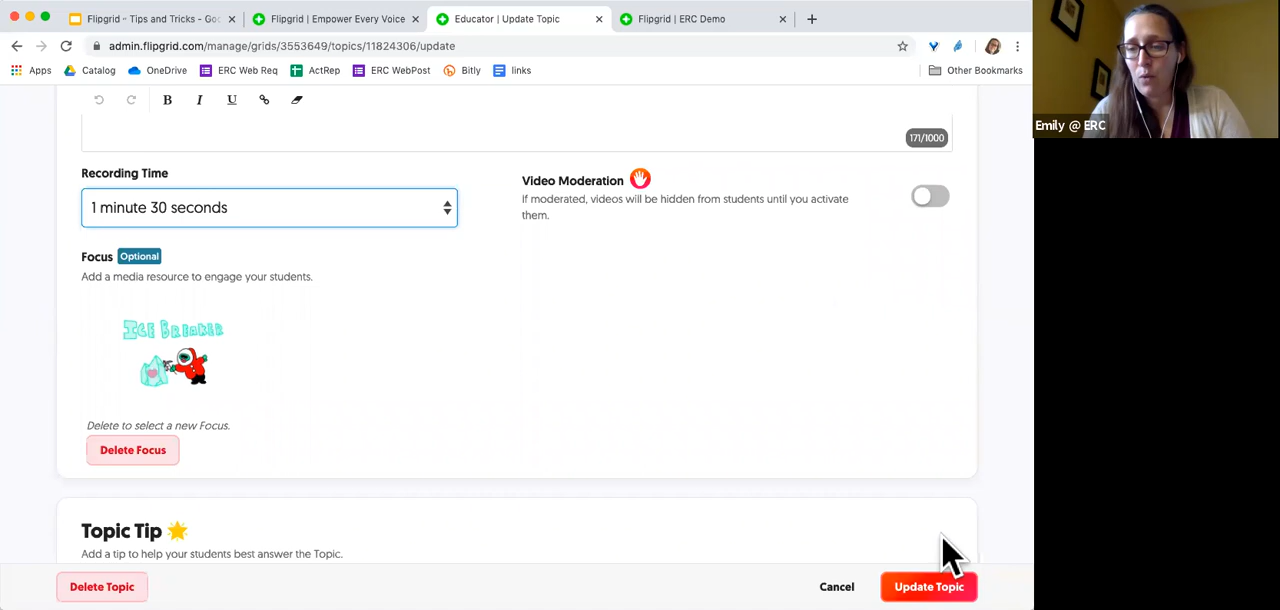 Flipgrid - Tips and Tricks - Goo
Flipgrid | Empower Every Voice
Educator | Update Topic
Flipgrid | ERC Demo
admin.flipgrid.com/manage/grids/3553649/topics/11824306/update
Apps
Catalog
OneDrive
ERC Web Req
ActRep
ERC WebPost
Bitly
links
Other Bookmarks
Emily @ ERC
B I U
171/1000
Recording Time
1 minute 30 seconds
Video Moderation
If moderated, videos will be hidden from students until you activate
them.
Focus Optional
Add a media resource to engage your students.
ICE BREAKER
Delete to select a new Focus.
Delete Focus
Topic Tip
Add a tip to help your students best answer the Topic.
Delete Topic
Cancel
Update Topic